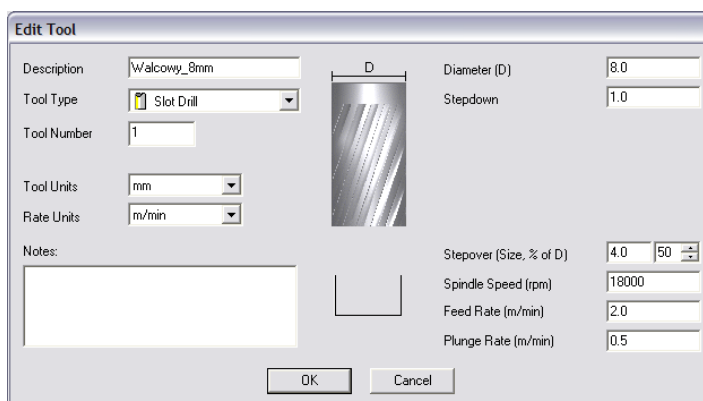 Edit Tool
Description Walcowy_8mm
Tool Type Slot Drill
Tool Number 1
Tool Units mm
Rate Units m/min
Notes:
D
Diameter (D) 8.0
Stepdown 1.0
Stepover (Size, % of D) 4.0 50
Spindle Speed (rpm) 18000
Feed Rate (m/min) 2.0
Plunge Rate (m/min) 0.5
OK Cancel